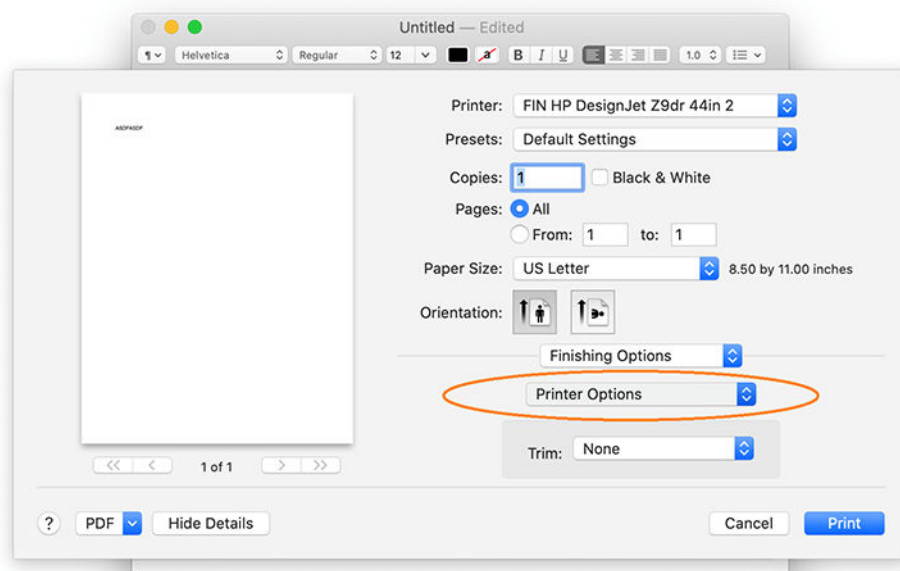 Untitled — Edited
¶ Helvetica Regular 12 a B I U 1.0
Printer: FIN HP DesignJet Z9dr 44in 2
ASDFASDF
Presets: Default Settings
Copies: 1 Black & White
Pages: All
From: 1 to: 1
Paper Size: US Letter 8.50 by 11.00 inches
Orientation:
Finishing Options
Printer Options
Trim: None
<< < 1 of 1 > >>
? PDF Hide Details Cancel Print